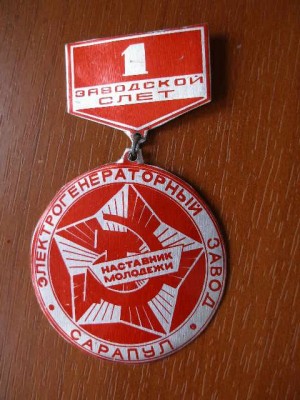 1
ЗАВОДСКОЙ
СЛЕТ
ЭЛЕКТРОГЕНЕРАТОРНЫЙ ЗАВОД
НАСТАВНИК
МОЛОДЕЖИ
• САРАПУЛ •